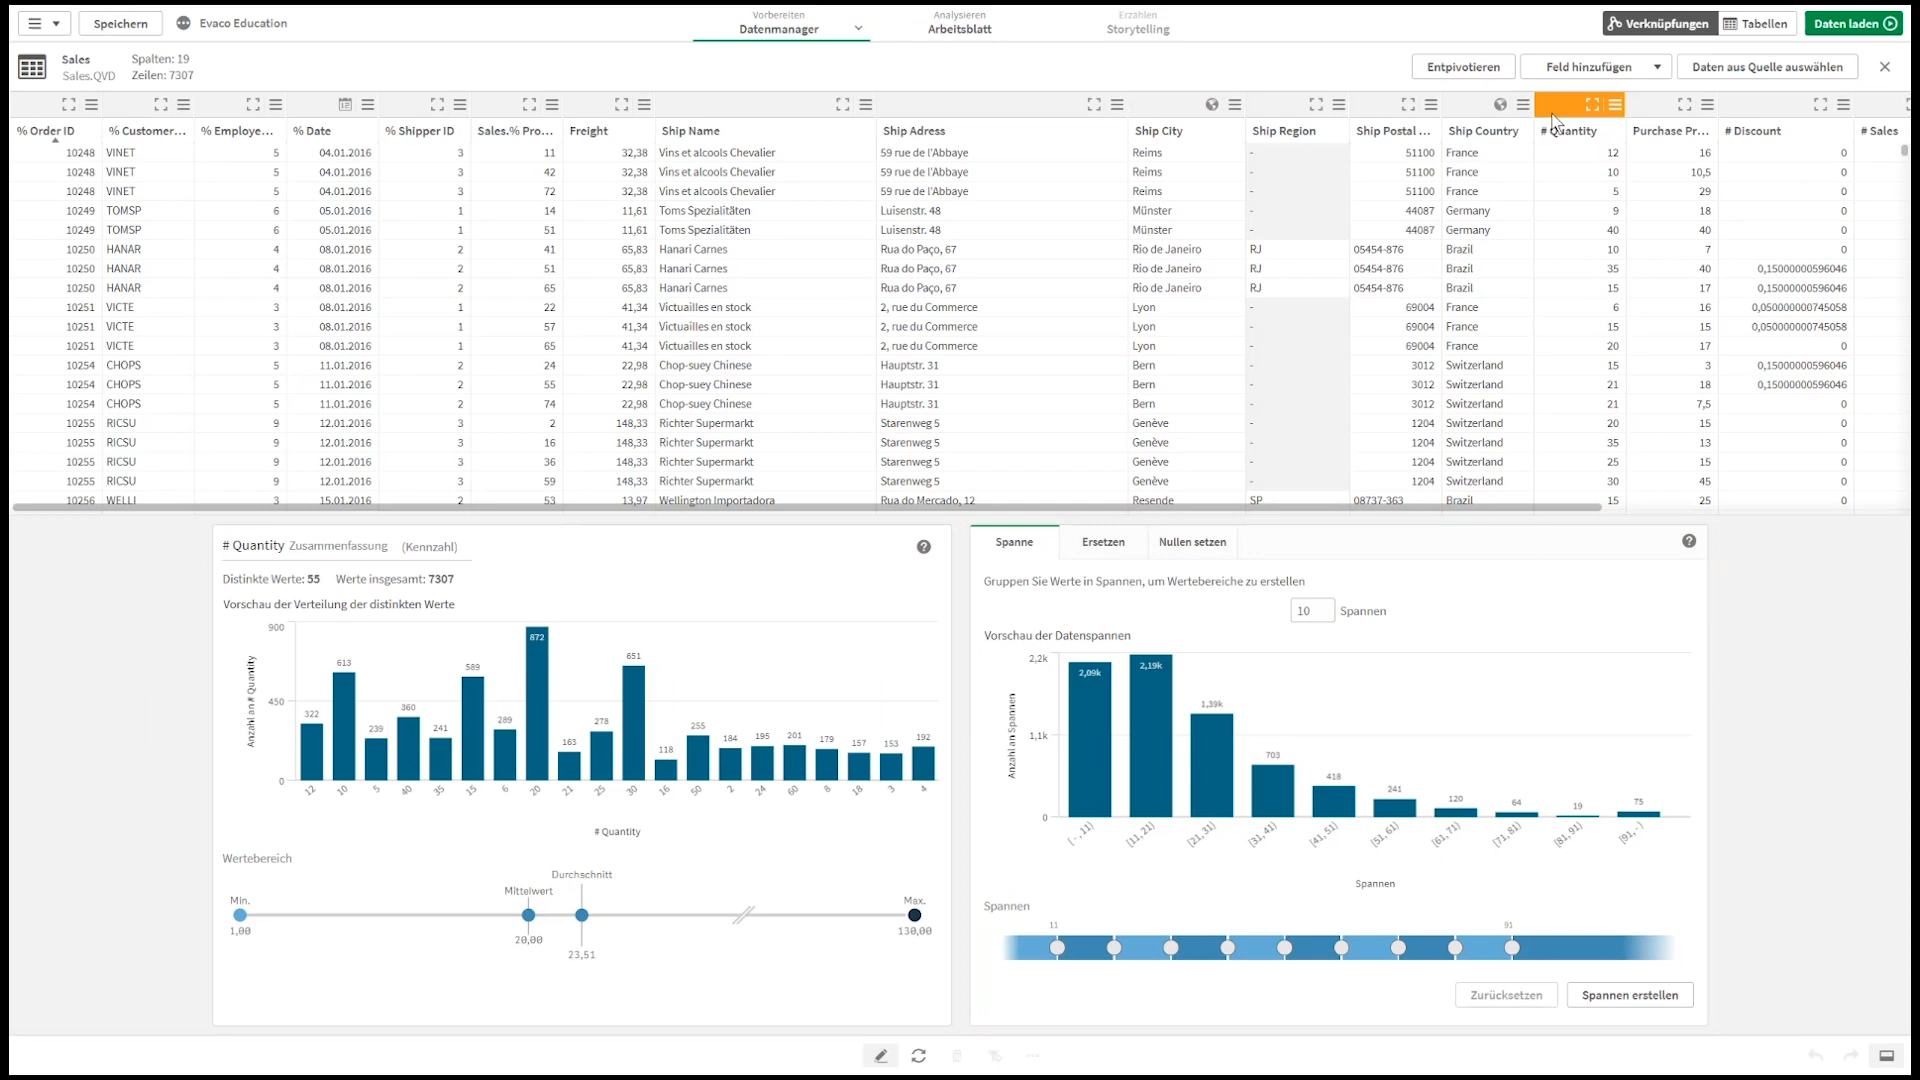 Speichern
Evaco Education
Vorbereiten
Datenmanager
Analysieren
Arbeitsblatt
Erzählen
Storytelling
Verknüpfungen
Tabellen
Daten laden
Sales
Sales.QVD
Spalten: 19
Zeilen: 7307
Entpivotieren
Feld hinzufügen
Daten aus Quelle auswählen
% Order ID % Customer... % Employe... % Date % Shipper ID Sales.% Pro... Freight Ship Name Ship Adress Ship City Ship Region Ship Postal ... Ship Country # Quantity Purchase Pr... # Discount # Sales
10248 VINET 5 04.01.2016 3 11 32,38 Vins et alcools Chevalier 59 rue de l'Abbaye Reims - 51100 France 12 16 0
10248 VINET 5 04.01.2016 3 42 32,38 Vins et alcools Chevalier 59 rue de l'Abbaye Reims - 51100 France 10 10,5 0
10248 VINET 5 04.01.2016 3 72 32,38 Vins et alcools Chevalier 59 rue de l'Abbaye Reims - 51100 France 5 29 0
10249 TOMSP 6 05.01.2016 1 14 11,61 Toms Spezialitäten Luisenstr. 48 Münster - 44087 Germany 9 18 0
10249 TOMSP 6 05.01.2016 1 51 11,61 Toms Spezialitäten Luisenstr. 48 Münster - 44087 Germany 40 40 0
10250 HANAR 4 08.01.2016 2 41 65,83 Hanari Carnes Rua do Paço, 67 Rio de Janeiro RJ 05454-876 Brazil 10 7 0
10250 HANAR 4 08.01.2016 2 51 65,83 Hanari Carnes Rua do Paço, 67 Rio de Janeiro RJ 05454-876 Brazil 35 40 0,15000000596046
10250 HANAR 4 08.01.2016 2 65 65,83 Hanari Carnes Rua do Paço, 67 Rio de Janeiro RJ 05454-876 Brazil 15 17 0,15000000596046
10251 VICTE 3 08.01.2016 1 22 41,34 Victuailles en stock 2, rue du Commerce Lyon - 69004 France 6 16 0,050000000745058
10251 VICTE 3 08.01.2016 1 57 41,34 Victuailles en stock 2, rue du Commerce Lyon - 69004 France 15 15 0,050000000745058
10251 VICTE 3 08.01.2016 1 65 41,34 Victuailles en stock 2, rue du Commerce Lyon - 69004 France 20 17 0
10254 CHOPS 5 11.01.2016 2 24 22,98 Chop-suey Chinese Hauptstr. 31 Bern - 3012 Switzerland 15 3 0,15000000596046
10254 CHOPS 5 11.01.2016 2 55 22,98 Chop-suey Chinese Hauptstr. 31 Bern - 3012 Switzerland 21 18 0,15000000596046
10254 CHOPS 5 11.01.2016 2 74 22,98 Chop-suey Chinese Hauptstr. 31 Bern - 3012 Switzerland 21 7,5 0
10255 RICSU 9 12.01.2016 3 2 148,33 Richter Supermarkt Starenweg 5 Genève - 1204 Switzerland 20 15 0
10255 RICSU 9 12.01.2016 3 16 148,33 Richter Supermarkt Starenweg 5 Genève - 1204 Switzerland 35 13 0
10255 RICSU 9 12.01.2016 3 36 148,33 Richter Supermarkt Starenweg 5 Genève - 1204 Switzerland 25 15 0
10255 RICSU 9 12.01.2016 3 59 148,33 Richter Supermarkt Starenweg 5 Genève - 1204 Switzerland 30 45 0
10256 WELLI 3 15.01.2016 2 53 13,97 Wellington Importadora Rua do Mercado, 12 Resende SP 08737-363 Brazil 15 25 0
# Quantity Zusammenfassung (Kennzahl)
Distinkte Werte: 55 Werte insgesamt: 7307
Vorschau der Verteilung der distinkten Werte
Anzahl an # Quantity
900
450
0
322 613 239 360 241 589 289 872 163 278 651 118 255 184 195 201 179 157 153 192
12 10 5 40 35 15 6 20 21 25 30 16 50 2 24 60 8 18 3 4
# Quantity
Wertebereich
Min.
1,00
Mittelwert
20,00
Durchschnitt
23,51
Max.
130,00
Spanne Ersetzen Nullen setzen
Gruppen Sie Werte in Spannen, um Wertebereiche zu erstellen
10 Spannen
Vorschau der Datenspannen
Anzahl an Spannen
2,2k
1,1k
0
2,09k 2,19k 1,39k 703 418 241 120 64 19 75
[-, 11) [11, 21) [21, 31) [31, 41) [41, 51) [51, 61) [61, 71) [71, 81) [81, 91) [91, -)
Spannen
Spannen
11 91
Zurücksetzen
Spannen erstellen